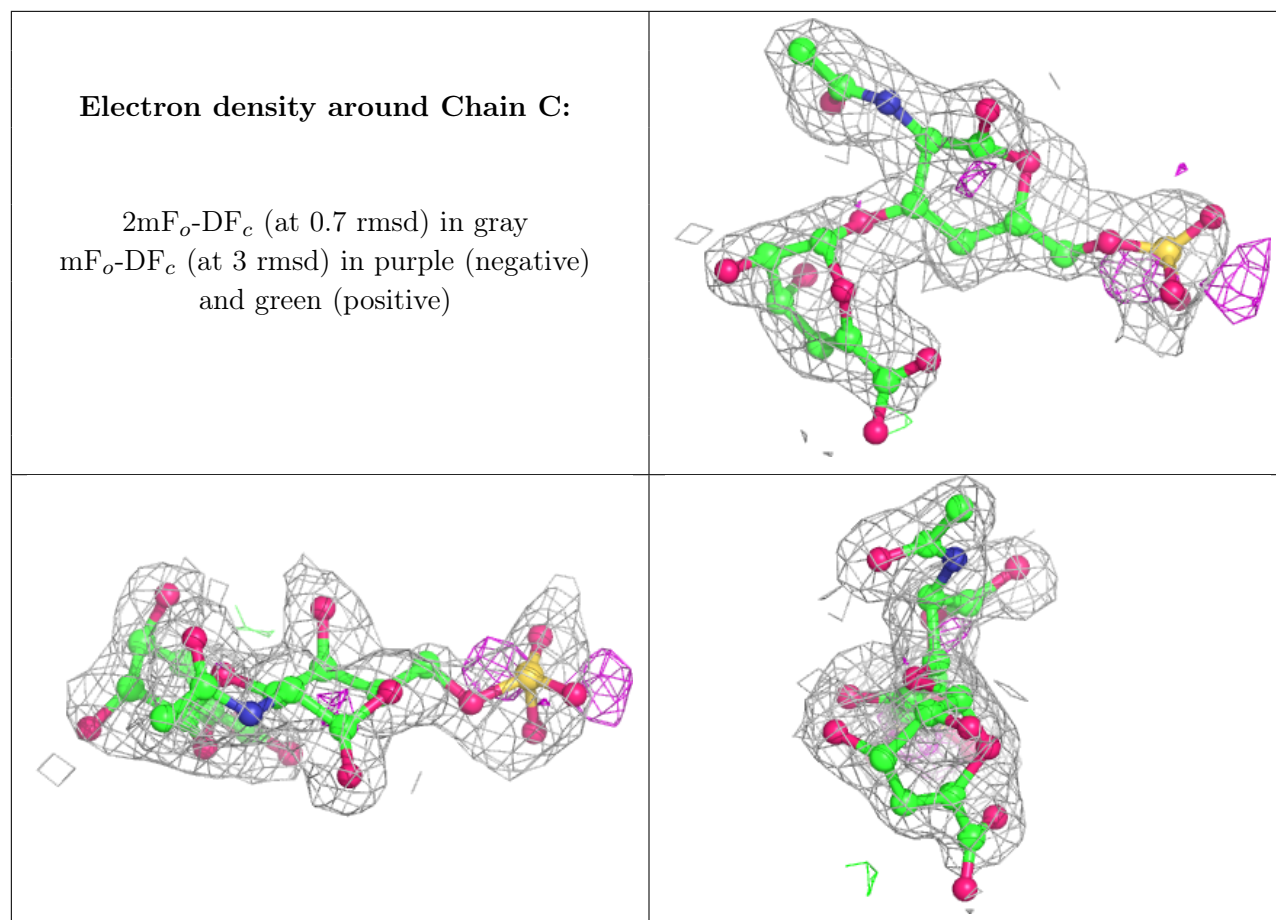 Electron density around Chain C:
2mFₒ-DF𝒸 (at 0.7 rmsd) in gray
mFₒ-DF𝒸 (at 3 rmsd) in purple (negative)
and green (positive)